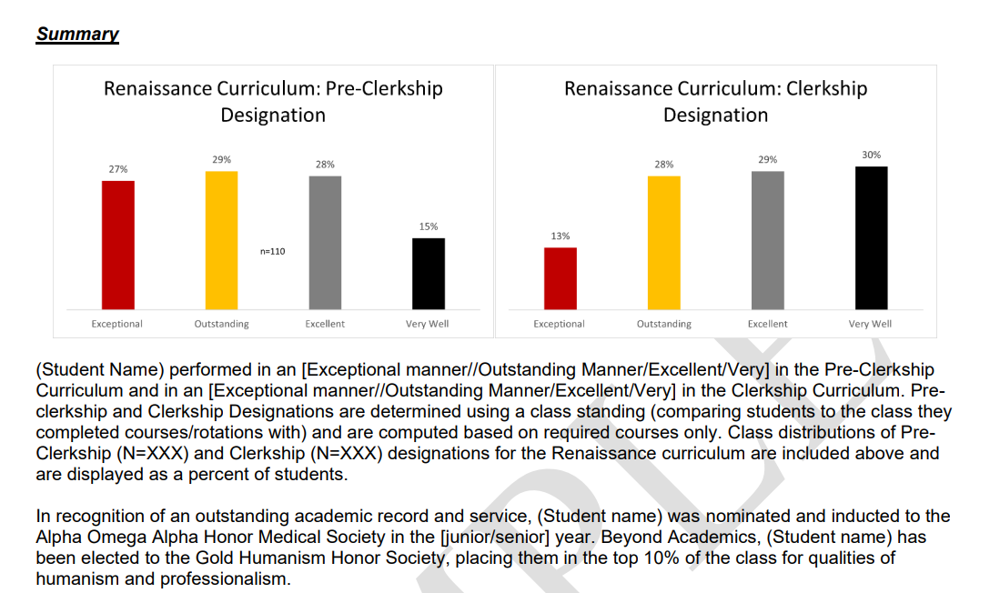 Summary
Renaissance Curriculum: Pre-Clerkship
Designation
27%
29%
28%
15%
n=110
Exceptional
Outstanding
Excellent
Very Well
Renaissance Curriculum: Clerkship
Designation
13%
28%
29%
30%
Exceptional
Outstanding
Excellent
Very Well
(Student Name) performed in an [Exceptional manner//Outstanding Manner/Excellent/Very] in the Pre-Clerkship
Curriculum and in an [Exceptional manner//Outstanding Manner/Excellent/Very] in the Clerkship Curriculum. Pre-
clerkship and Clerkship Designations are determined using a class standing (comparing students to the class they
completed courses/rotations with) and are computed based on required courses only. Class distributions of Pre-
Clerkship (N=XXX) and Clerkship (N=XXX) designations for the Renaissance curriculum are included above and
are displayed as a percent of students.
In recognition of an outstanding academic record and service, (Student name) was nominated and inducted to the
Alpha Omega Alpha Honor Medical Society in the [junior/senior] year. Beyond Academics, (Student name) has
been elected to the Gold Humanism Honor Society, placing them in the top 10% of the class for qualities of
humanism and professionalism.